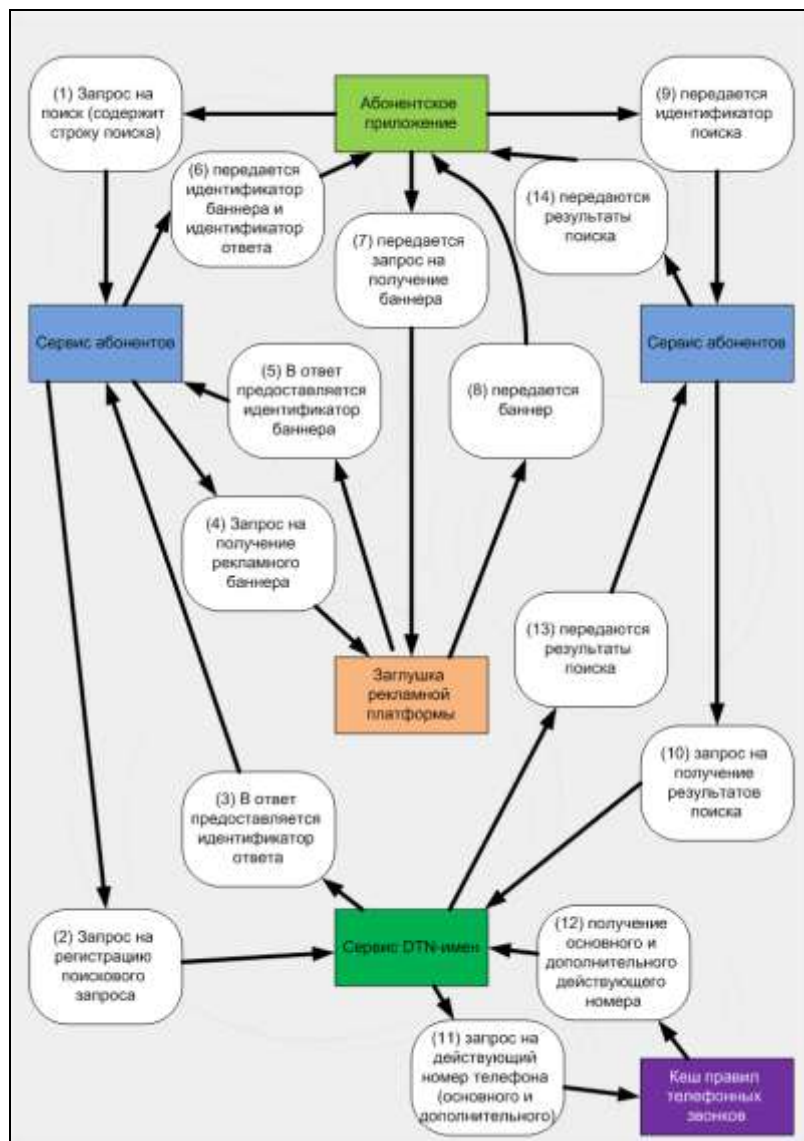 (1) Запрос на
поиск (содержит
строку поиска)
Абонентское
приложение
(9) передается
идентификатор
поиска
(6) передается
идентификатор
баннера и
идентификатор
ответа
(7) передается
запрос на
получение
баннера
(14) передаются
результаты
поиска
Сервис абонентов
(5) В ответ
предоставляется
идентификатор
баннера
(8) передается
баннер
Сервис абонентов
(4) Запрос на
получение
рекламного
баннера
Заглушка
рекламной
платформы
(13) передаются
результаты
поиска
(10) запрос на
получение
результатов
поиска
(3) В ответ
предоставляется
идентификатор
ответа
(2) Запрос на
регистрацию
поискового
запроса
Сервис DTN-имен
(12) получение
основного и
дополнительного
действующего
номера
(11) запрос на
действующий
номер телефона
(основного и
дополнительного)
Кеш правил
телефонных
звонков